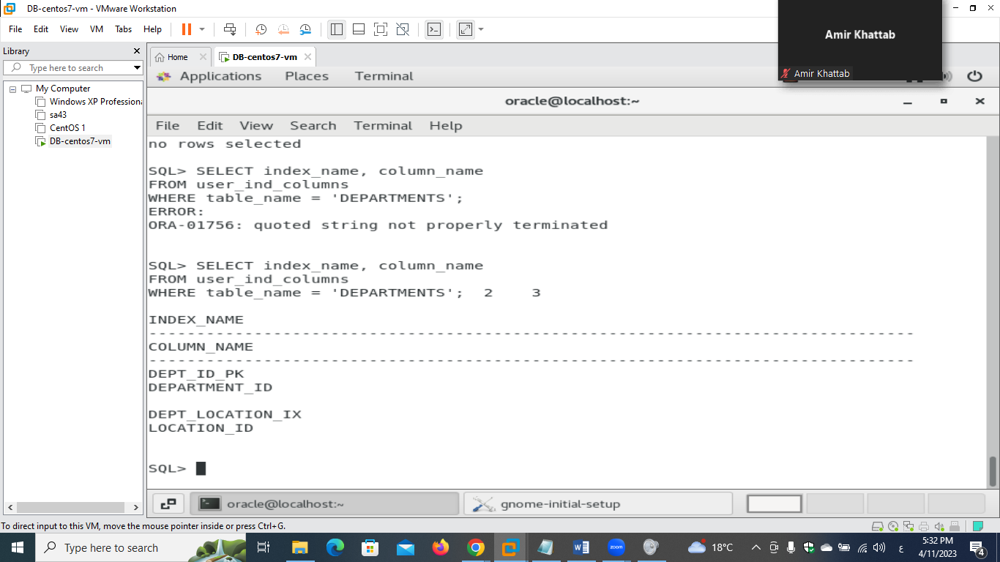 DB-centos7-vm - VMware Workstation
File Edit View VM Tabs Help
Amir Khattab
Amir Khattab
Library
Type here to search
My Computer
Windows XP Professiona
sa43
CentOS 1
DB-centos7-vm
Home
DB-centos7-vm
Applications Places Terminal
oracle@localhost:~
File Edit View Search Terminal Help
no rows selected
SQL> SELECT index_name, column_name
FROM user_ind_columns
WHERE table_name = 'DEPARTMENTS';
ERROR:
ORA-01756: quoted string not properly terminated
SQL> SELECT index_name, column_name
FROM user_ind_columns
WHERE table_name = 'DEPARTMENTS';  2    3
INDEX_NAME
--------------------------------------------------------------------------------
COLUMN_NAME
--------------------------------------------------------------------------------
DEPT_ID_PK
DEPARTMENT_ID
DEPT_LOCATION_IX
LOCATION_ID
SQL>
oracle@localhost:~
gnome-initial-setup
To direct input to this VM, move the mouse pointer inside or press Ctrl+G.
Type here to search
zoom
18°C
ع
5:32 PM
4/11/2023
4